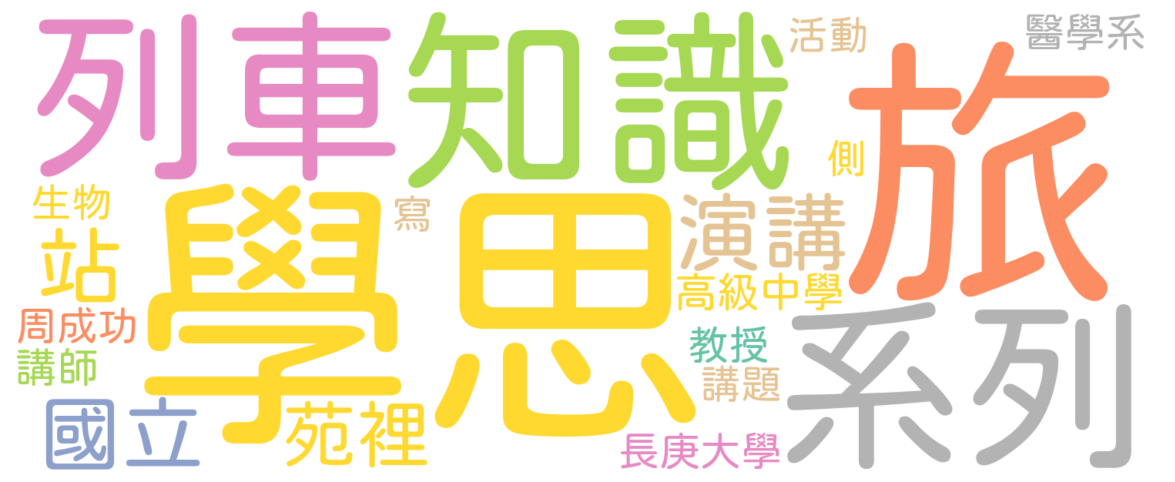 列車
知識
活動
醫學系
旅
側
生物
學思
寫
演講
站
高級中學
周成功
教授
系列
講師
講題
國立
苑裡
長庚大學